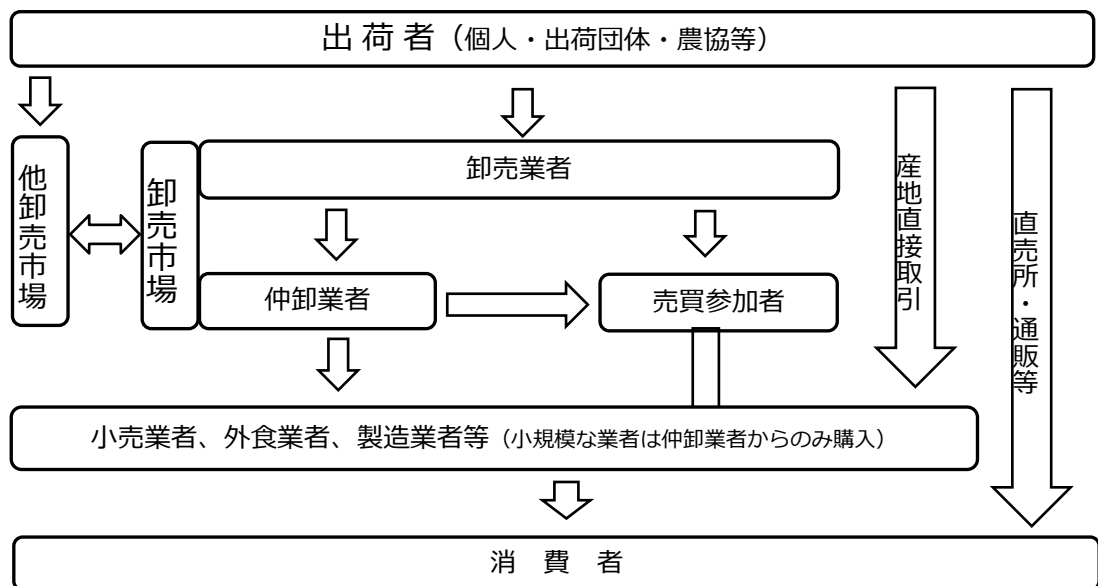 出荷者（個人・出荷団体・農協等）
他卸売市場
卸売市場
卸売業者
仲卸業者
売買参加者
産地直接取引
直売所・通販等
小売業者、外食業者、製造業者等（小規模な業者は仲卸業者からのみ購入）
消費者